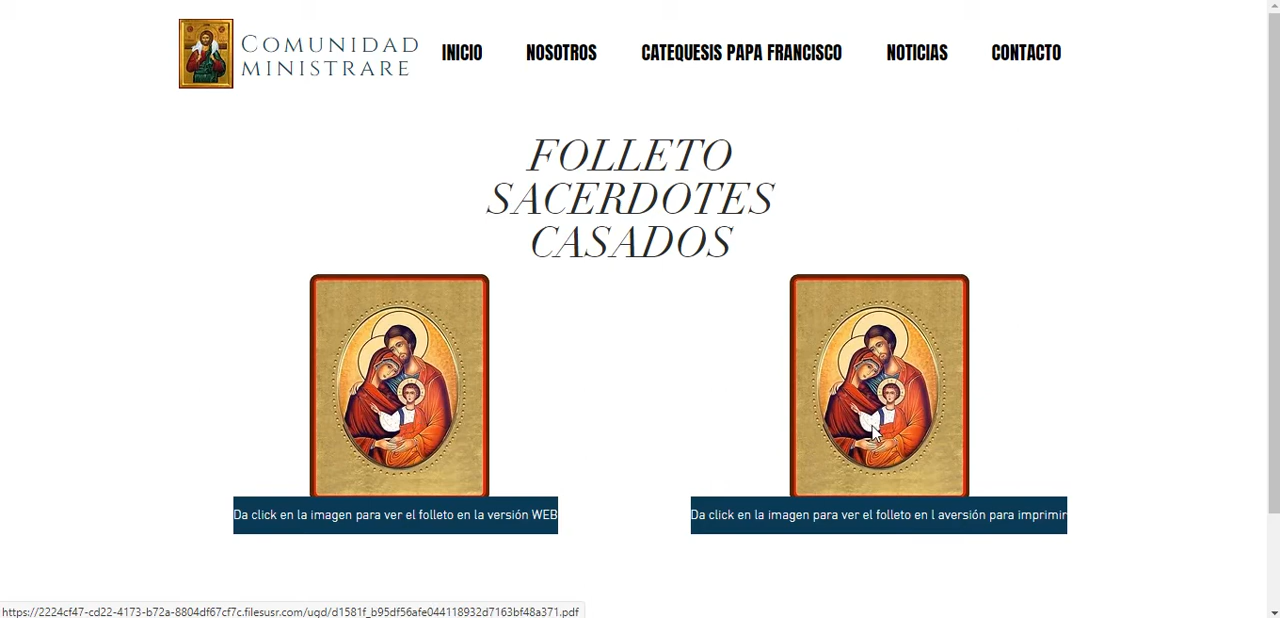 COMUNIDAD
MINISTRARE
INICIO NOSOTROS CATEQUESIS PAPA FRANCISCO NOTICIAS CONTACTO
FOLLETO
SACERDOTES
CASADOS
Da click en la imagen para ver el folleto en la versión WEB
Da click en la imagen para ver el folleto en l aversión para imprimir
https://2224cf47-cd22-4173-b72a-8804df67cf7c.filesusr.com/ugd/d1581f_b95df56afe044118932d7163bf48a371.pdf